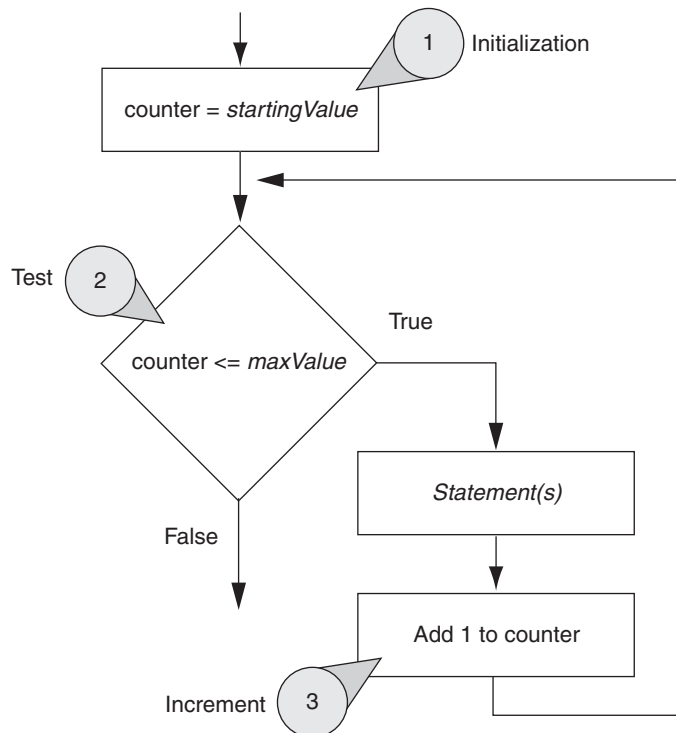 1
Initialization
counter = startingValue
Test
2
True
counter <= maxValue
Statement(s)
False
Add 1 to counter
Increment
3